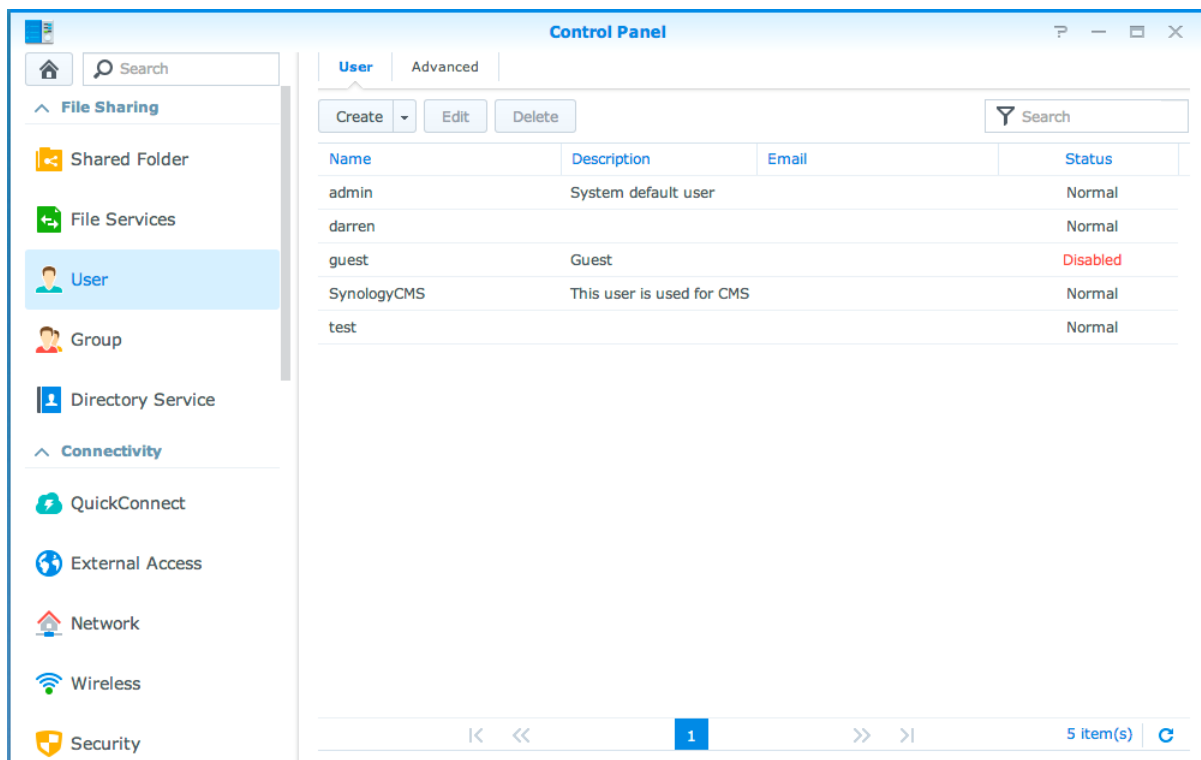 Control Panel
Search
File Sharing
Shared Folder
File Services
User
Group
Directory Service
Connectivity
QuickConnect
External Access
Network
Wireless
Security
User Advanced
Create Edit Delete Search
Name Description Email Status
admin System default user Normal
darren Normal
guest Guest Disabled
SynologyCMS This user is used for CMS Normal
test Normal
1 5 item(s)